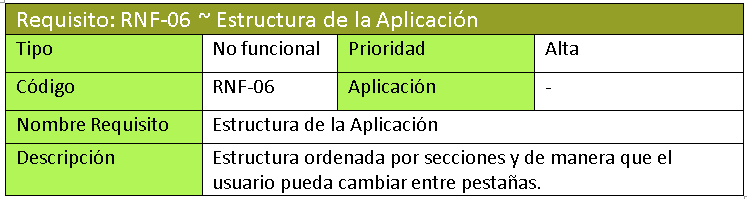 Requisito: RNF-06 ~ Estructura de la Aplicación
Tipo No funcional Prioridad Alta
Código RNF-06 Aplicación -
Nombre Requisito Estructura de la Aplicación
Descripción Estructura ordenada por secciones y de manera que el
usuario pueda cambiar entre pestañas.